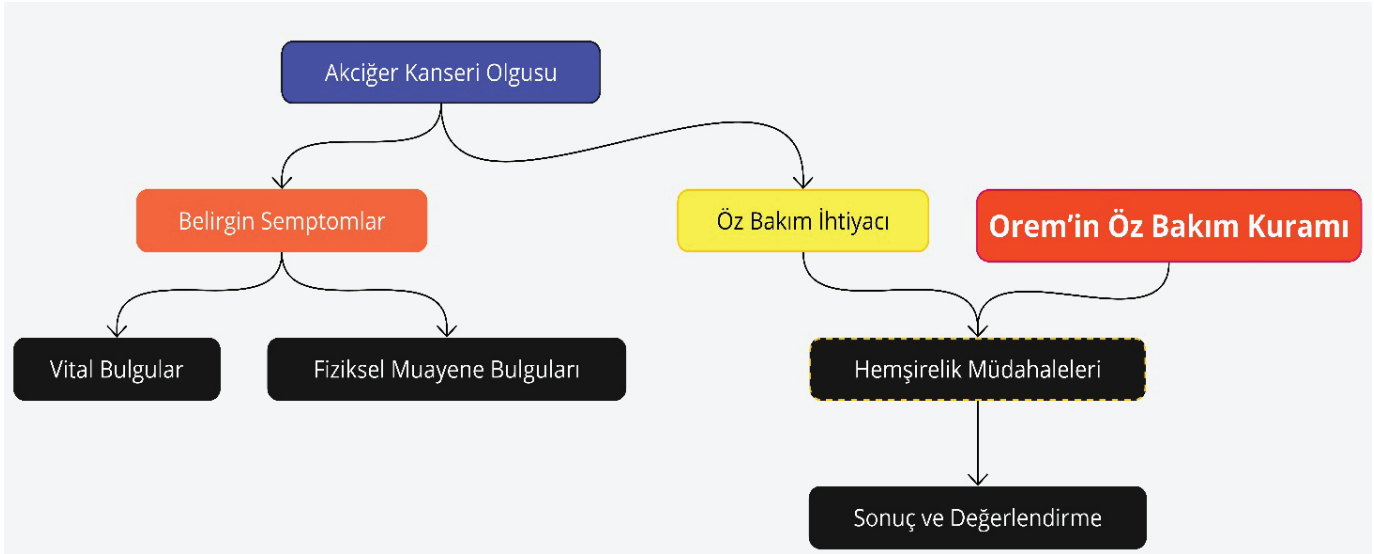 Akciğer Kanseri Olgusu
Belirgin Semptomlar
Öz Bakım İhtiyacı
Orem’in Öz Bakım Kuramı
Vital Bulgular
Fiziksel Muayene Bulguları
Hemşirelik Müdahaleleri
Sonuç ve Değerlendirme